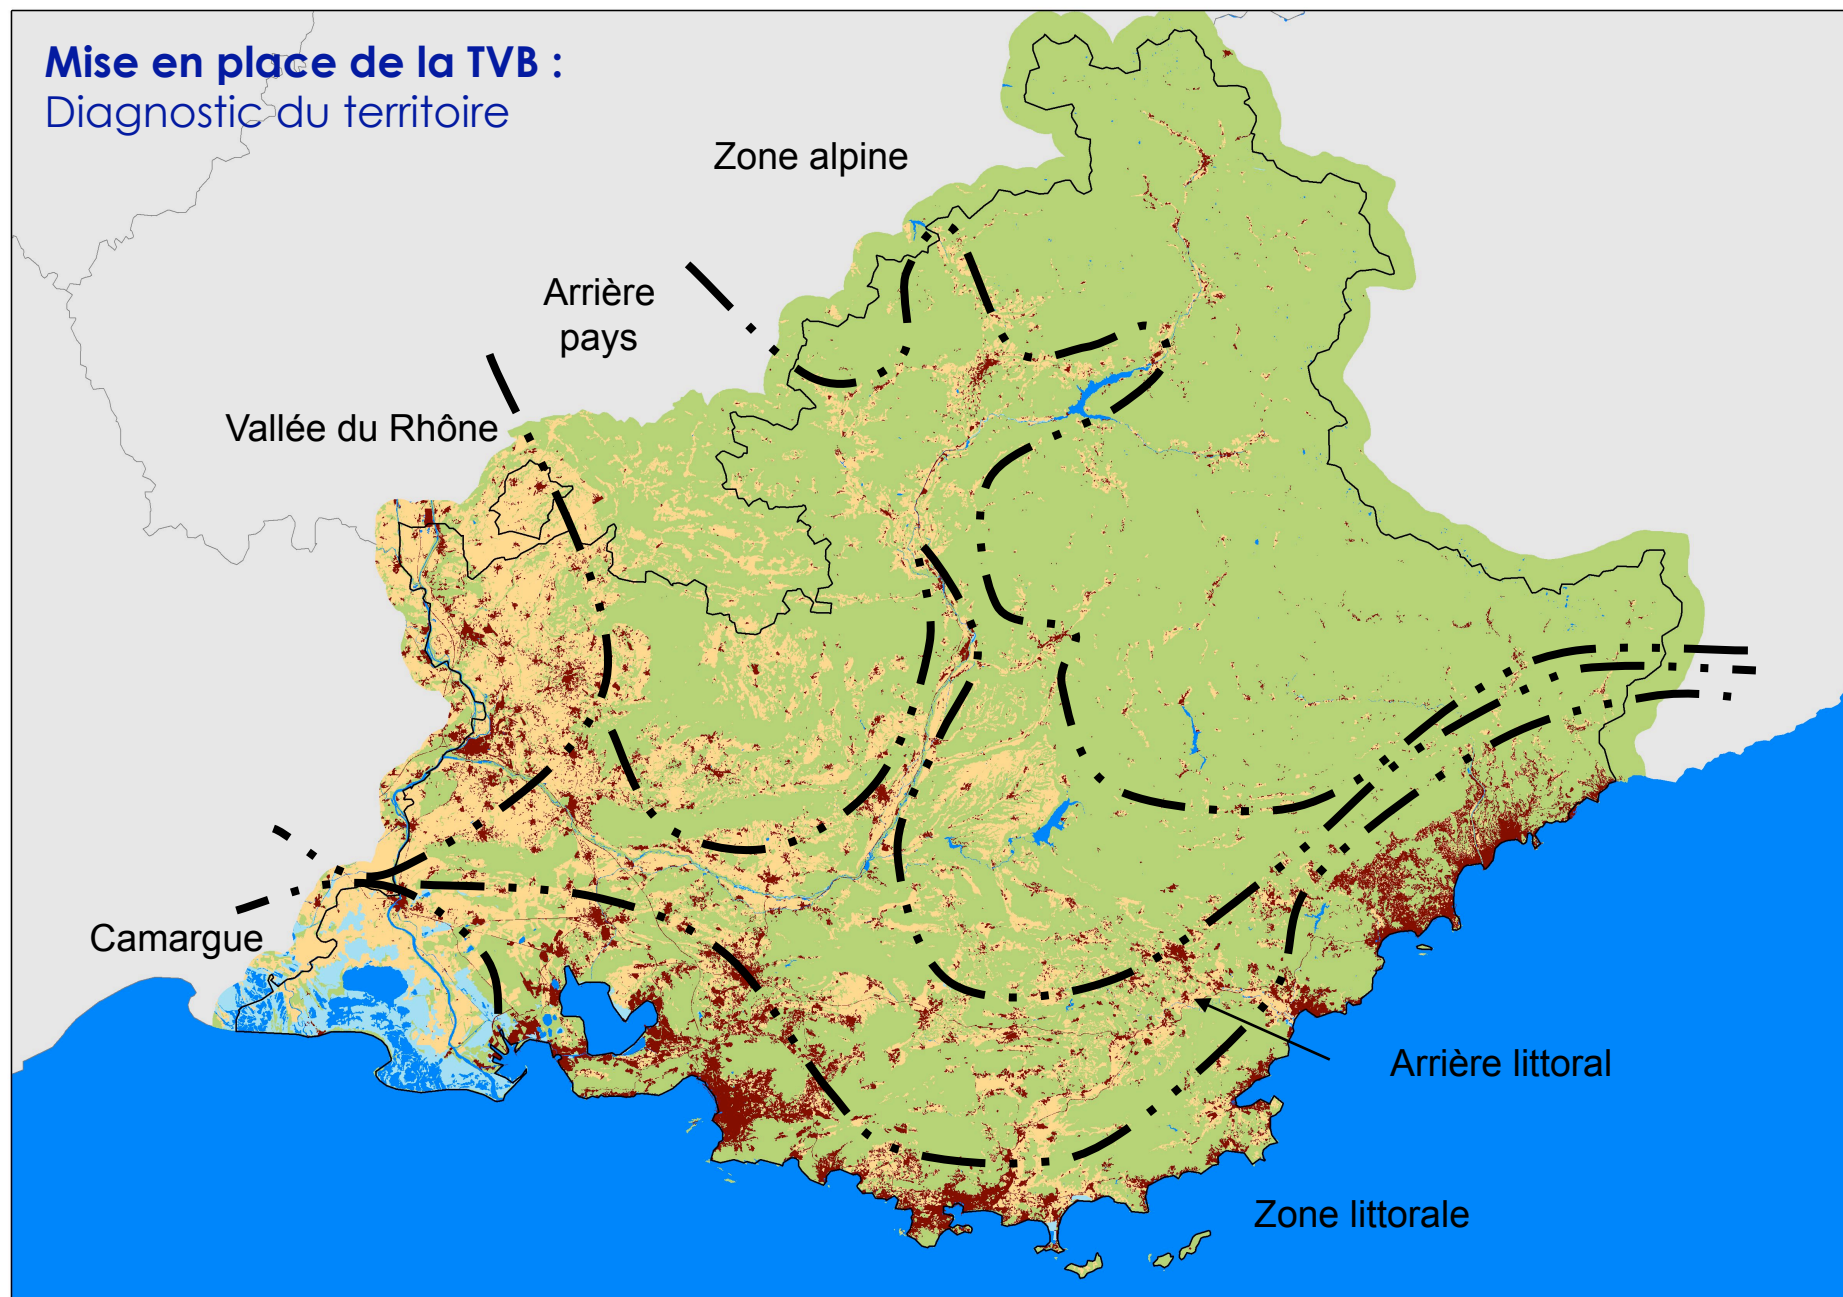 Mise en place de la TVB :
Diagnostic du territoire
Zone alpine
Arrière
pays
Vallée du Rhône
Camargue
Arrière littoral
Zone littorale